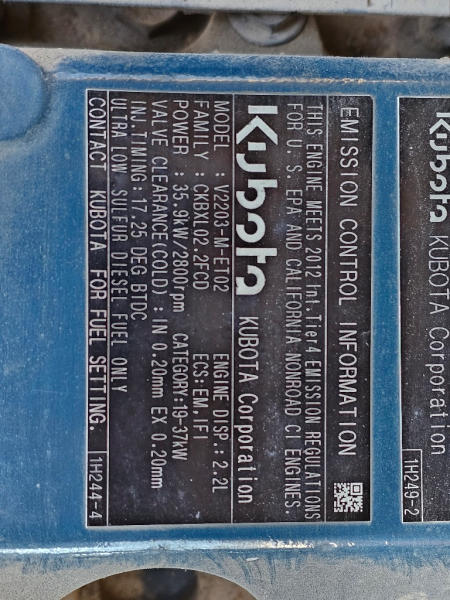 EMISSION CONTROL INFORMATION
THIS ENGINE MEETS 2012 Int. Tier4 EMISSION REGULATIONS
FOR U. S. EPA AND CALIFORNIA NONROAD CI ENGINES.
Kubota KUBOTA Corporation
MODEL : V2203-M-ET02 ENGINE DISP.: 2.2L
FAMILY : CKBXL02.2FCD ECS: EM, IFI
POWER : 35.9kW/2800rpm CATEGORY: 19-37kW
VALVE CLEARANCE(COLD) : IN 0.20mm EX 0.20mm
INJ. TIMING: 17.25 DEG BTDC
ULTRA LOW SULFUR DIESEL FUEL ONLY
CONTACT KUBOTA FOR FUEL SETTING. 1H244-4
Kubota KUBOTA Corporation
1H249-2